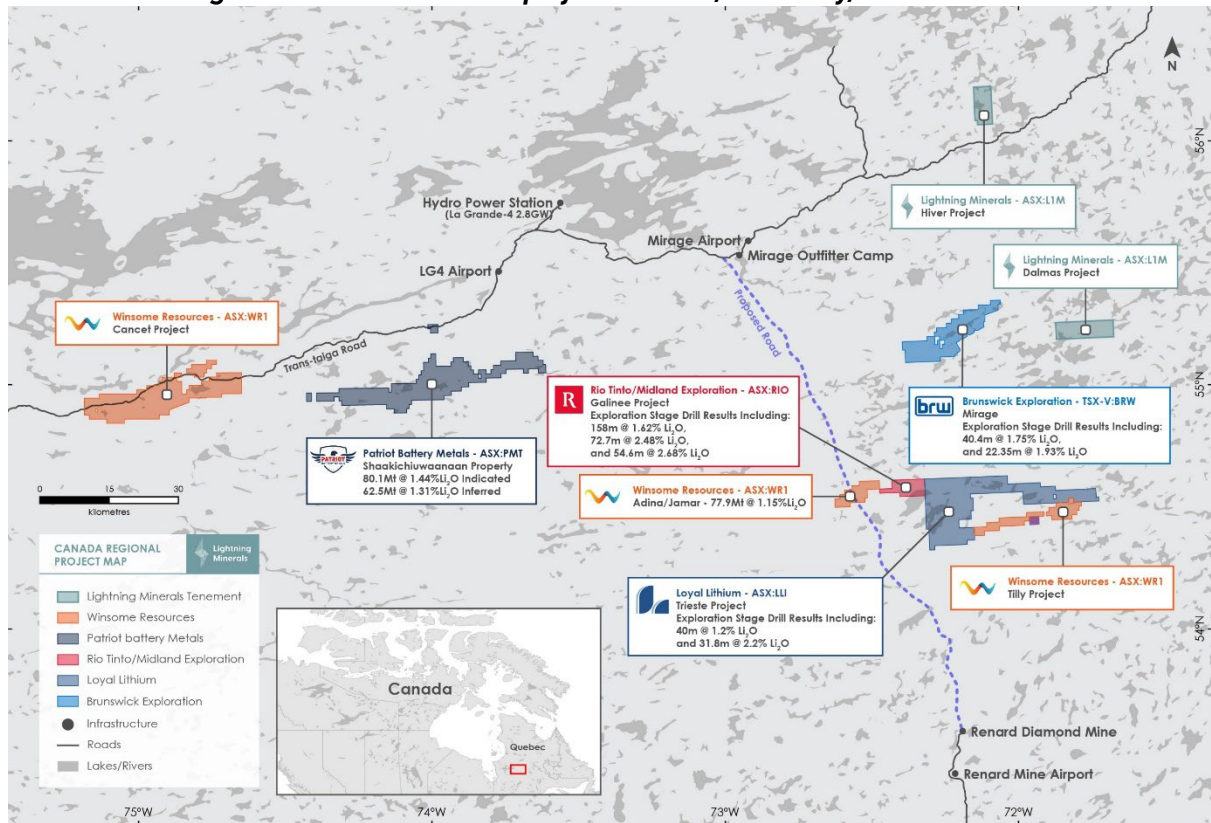 N
56°N
Lightning Minerals - ASX:L1M
Hiver Project
Hydro Power Station
(La Grande-4 2.8GW)
Mirage Airport
Mirage Outfitter Camp
LG4 Airport
Lightning Minerals - ASX:L1M
Dalmas Project
Proposed Road
Winsome Resources - ASX:WR1
Cancet Project
Trans-taiga Road
55°N
Rio Tinto/Midland Exploration - ASX:RIO
R
Galinee Project
Exploration Stage Drill Results Including:
158m @ 1.62% Li₂O,
72.7m @ 2.48% Li₂O,
and 54.6m @ 2.68% Li₂O
brw
Brunswick Exploration - TSX-V:BRW
Mirage
Exploration Stage Drill Results Including:
40.4m @ 1.75% Li₂O,
and 22.35m @ 1.93% Li₂O
PATRIOT
Patriot Battery Metals - ASX:PMT
Shaakichiuwaanaan Property
80.1Mt @ 1.44%Li₂O Indicated
62.5Mt @ 1.31%Li₂O Inferred
Winsome Resources - ASX:WR1
Adina/Jamar - 77.9Mt @ 1.15%Li₂O
0 15 30
Kilometres
CANADA REGIONAL
PROJECT MAP
Lightning
Minerals
Lightning Minerals Tenement
Winsome Resources
Patriot battery Metals
Rio Tinto/Midland Exploration
Loyal Lithium
Brunswick Exploration
Infrastructure
Roads
Lakes/Rivers
Loyal Lithium - ASX:LLI
Trieste Project
Exploration Stage Drill Results Including:
40m @ 1.2% Li₂O
and 31.8m @ 2.2% Li₂O
Winsome Resources - ASX:WR1
Tilly Project
54°N
Canada
Quebec
Renard Diamond Mine
Renard Mine Airport
75°W
74°W
73°W
72°W